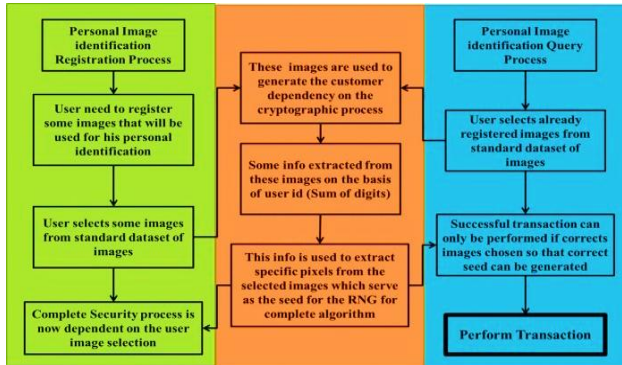 Personal Image
identification
Registration Process
User need to register
some images that will be
used for his personal
identification
User selects some images
from standard dataset of
images
Complete Security process is
now dependent on the user
image selection
These images are used to
generate the customer
dependency on the
cryptographic process
Some info extracted from
these images on the basis
of user id (Sum of digits)
This info is used to extract
specific pixels from the
selected images which serve
as the seed for the RNG for
complete algorithm
Personal Image
identification Query
Process
User selects already
registered images from
standard dataset of
images
Successful transaction can
only be performed if corrects
images chosen so that correct
seed can be generated
Perform Transaction